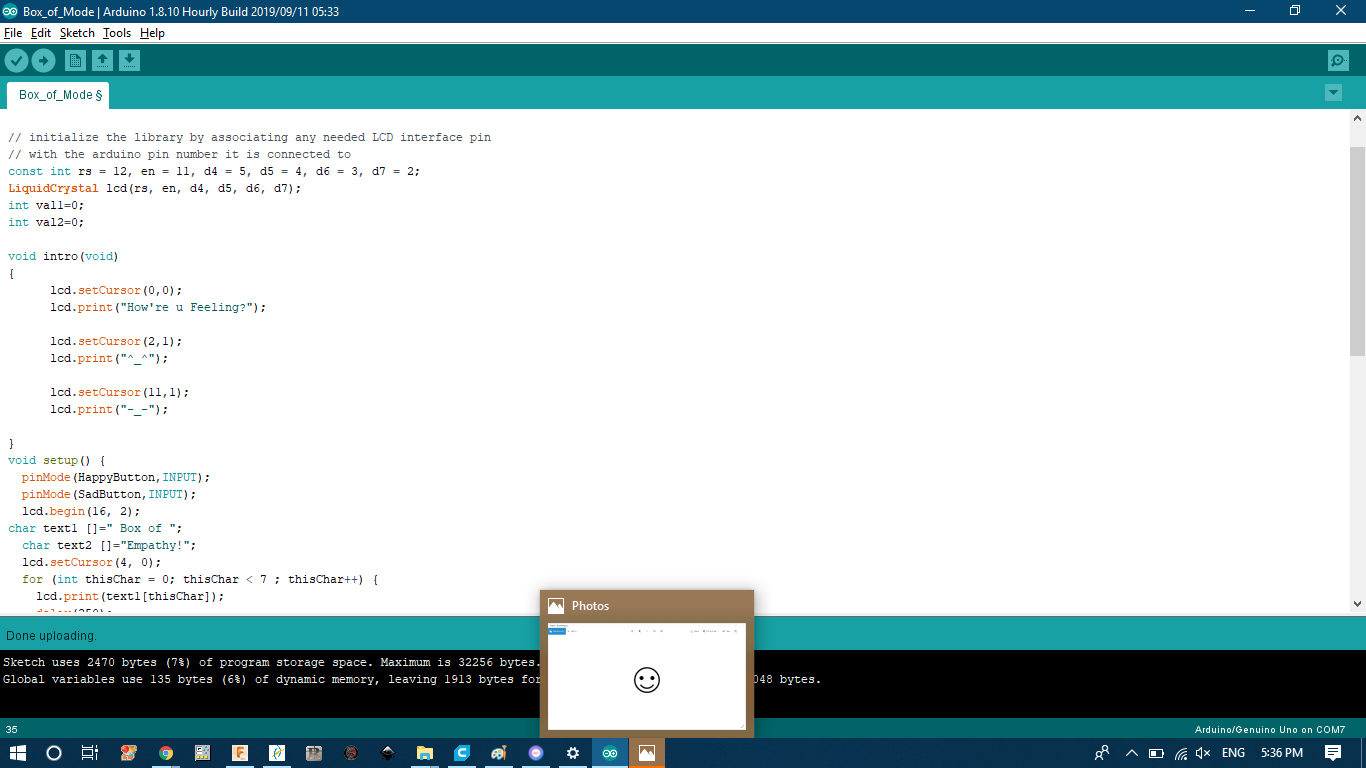 Box_of_Mode | Arduino 1.8.10 Hourly Build 2019/09/11 05:33
File Edit Sketch Tools Help
Box_of_Mode §
// initialize the library by associating any needed LCD interface pin
// with the arduino pin number it is connected to
const int rs = 12, en = 11, d4 = 5, d5 = 4, d6 = 3, d7 = 2;
LiquidCrystal lcd(rs, en, d4, d5, d6, d7);
int val1=0;
int val2=0;
void intro(void)
{
lcd.setCursor(0,0);
lcd.print("How're u Feeling?");
lcd.setCursor(2,1);
lcd.print("^_^");
lcd.setCursor(11,1);
lcd.print("-_-");
}
void setup() {
pinMode(HappyButton,INPUT);
pinMode(SadButton,INPUT);
lcd.begin(16, 2);
char text1 []=" Box of ";
char text2 []="Empathy!";
lcd.setCursor(4, 0);
for (int thisChar = 0; thisChar < 7 ; thisChar++) {
lcd.print(text1[thisChar]);
Photos
Done uploading.
Sketch uses 2470 bytes (7%) of program storage space. Maximum is 32256 bytes.
Global variables use 135 bytes (6%) of dynamic memory, leaving 1913 bytes for 048 bytes.
35
Arduino/Genuino Uno on COM7
ENG 5:36 PM